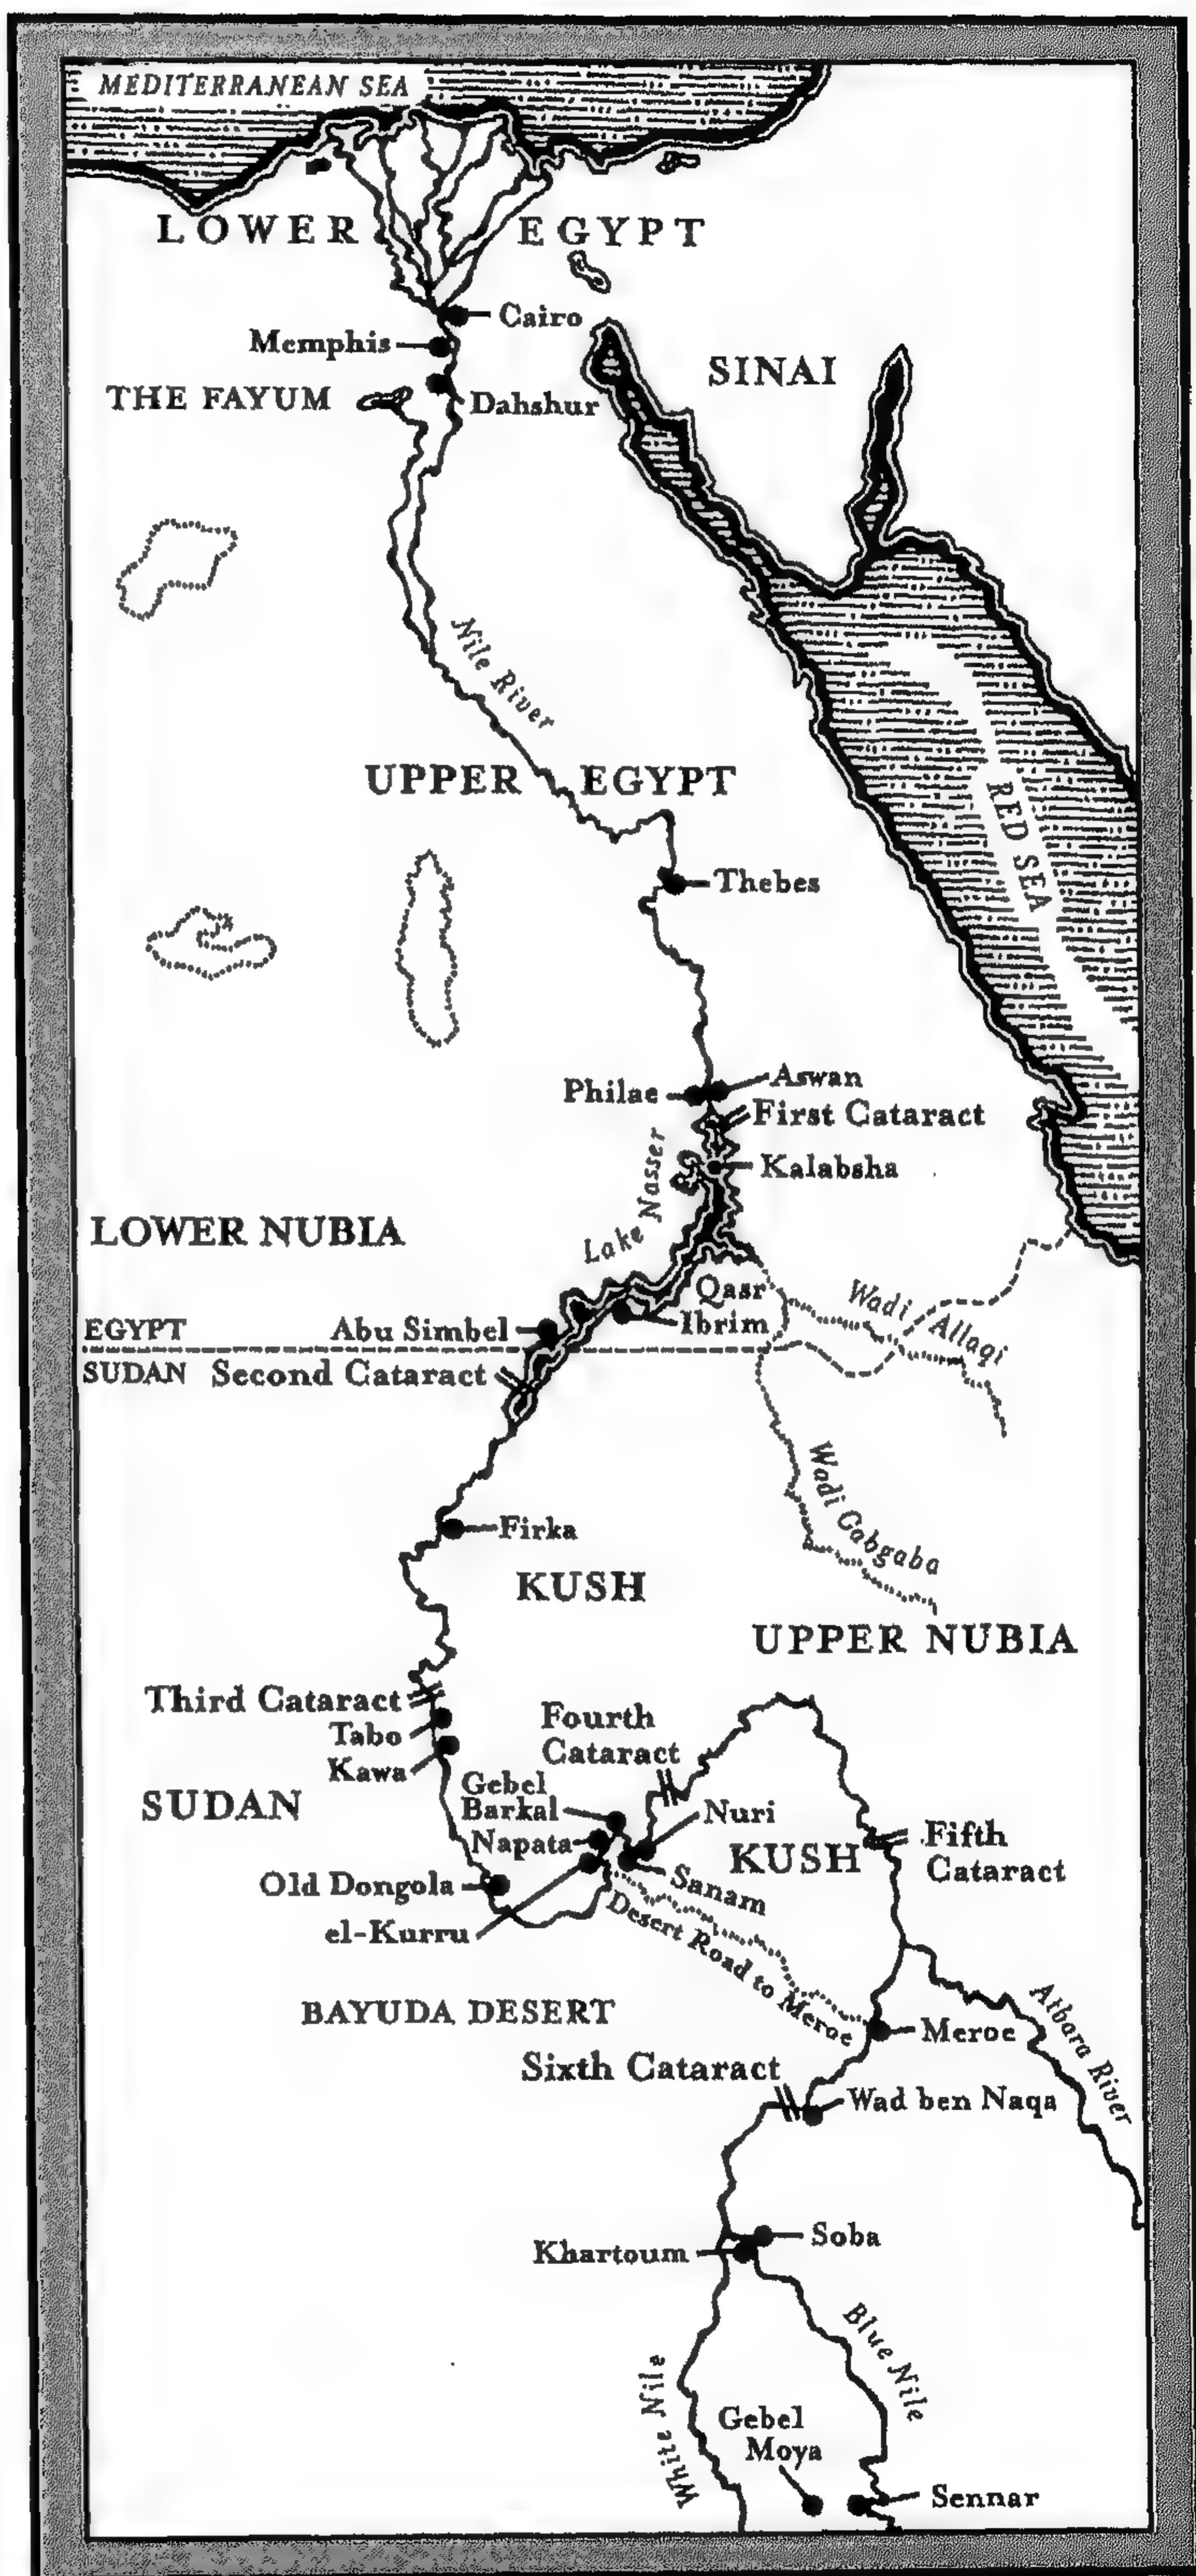 MEDITERRANEAN SEA
LOWER EGYPT
Cairo
Memphis
SINAI
THE FAYUM
Dahshur
Nile River
UPPER EGYPT
RED SEA
Thebes
Aswan
Philae
First Cataract
Kalabsha
Lake Nasser
LOWER NUBIA
Qasr
Ibrim
Wadi Allaqi
EGYPT
Abu Simbel
SUDAN
Second Cataract
Wadi Gabgaba
Firka
KUSH
UPPER NUBIA
Third Cataract
Tabo
Kawa
Fourth
Cataract
SUDAN
Gebel
Barkal
Nuri
Napata
KUSH
Fifth
Cataract
Sanam
Old Dongola
el-Kurru
Desert Road to Meroe
BAYUDA DESERT
Meroe
Atbara River
Sixth Cataract
Wad ben Naqa
Soba
Khartoum
Blue Nile
White Nile
Gebel
Moya
Sennar